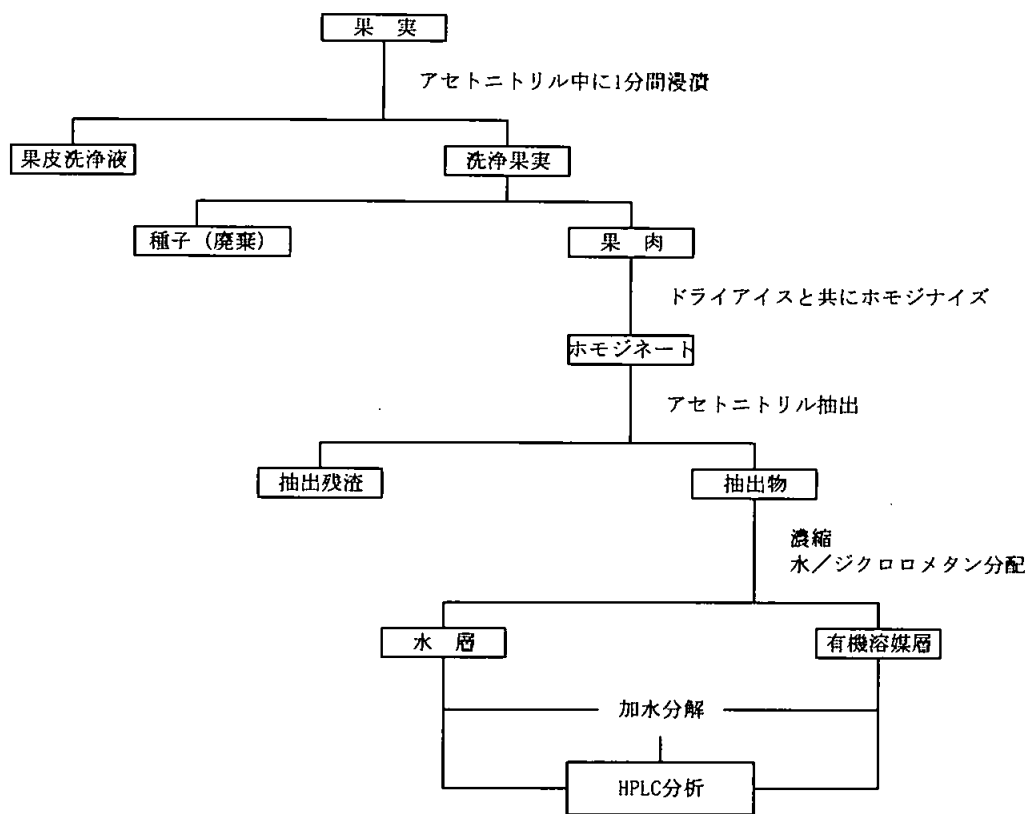 果 実
アセトニトリル中に1分間浸漬
果皮洗浄液
洗浄果実
種子（廃棄）
果 肉
ドライアイスと共にホモジナイズ
ホモジネート
アセトニトリル抽出
抽出残渣
抽出物
濃縮
水／ジクロロメタン分配
水 層
有機溶媒層
加水分解
HPLC分析